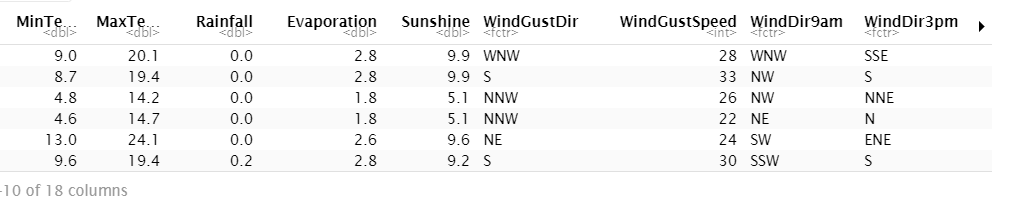 MinTe... MaxTe... Rainfall Evaporation Sunshine WindGustDir WindGustSpeed WindDir9am WindDir3pm
<dbl> <dbl> <dbl> <dbl> <dbl> <fctr> <int> <fctr> <fctr>
9.0 20.1 0.0 2.8 9.9 WNW 28 WNW SSE
8.7 19.4 0.0 2.8 9.9 S 33 NW S
4.8 14.2 0.0 1.8 5.1 NNW 26 NW NNE
4.6 14.7 0.0 1.8 5.1 NNW 22 NE N
13.0 24.1 0.0 2.6 9.6 NE 24 SW ENE
9.6 19.4 0.2 2.8 9.2 S 30 SSW S
-10 of 18 columns